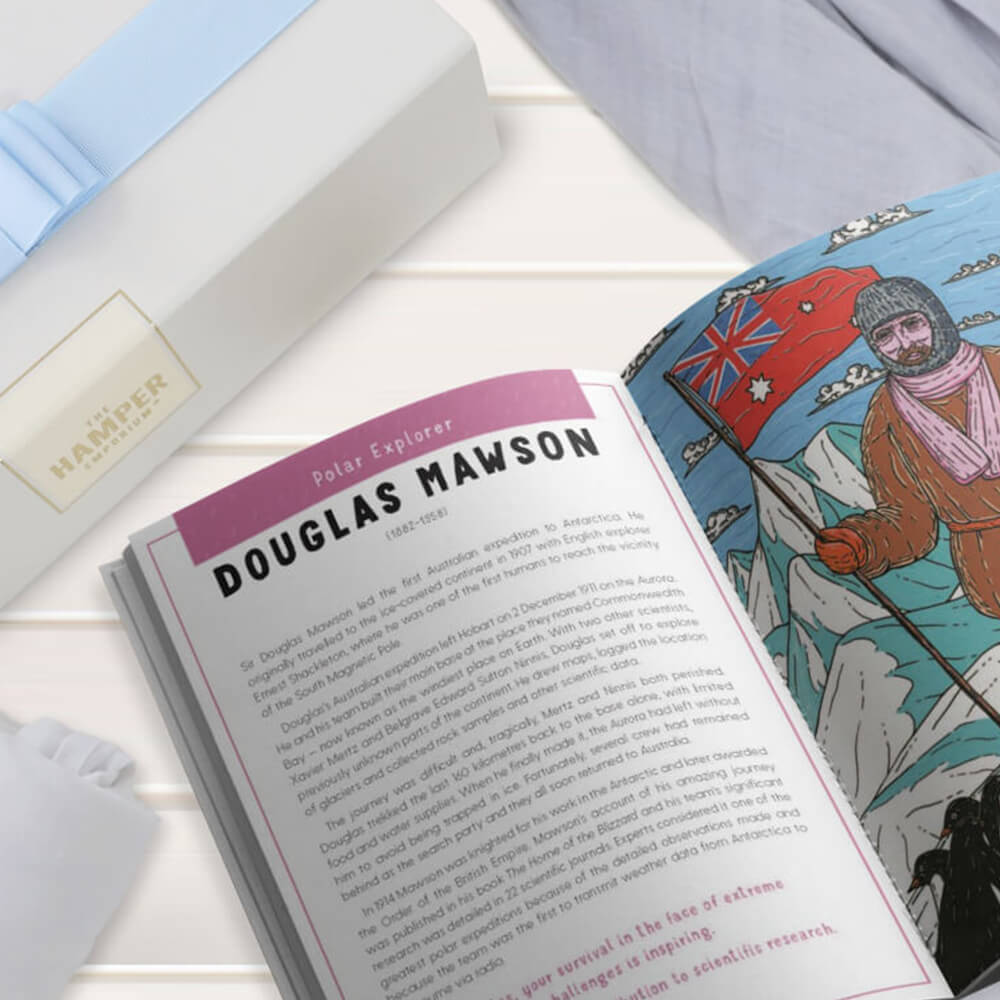 THE
HAMPER
EMPORIUM
Polar Explorer
DOUGLAS MAWSON
(1882–1958)
Sir Douglas Mawson led the first Australian expedition to Antarctica. He
originally travelled to the ice-covered continent in 1907 with English explorer
Ernest Shackleton, where he was one of the first humans to reach the vicinity
of the South Magnetic Pole.
Douglas's Australian expedition left Hobart on 2 December 1911 on the Aurora.
He and his team built their main base at the place they named Commonwealth
Bay – now known as the windiest place on Earth. With two other scientists,
Xavier Mertz and Belgrave Edward Sutton Ninnis, Douglas set off to explore
previously unknown parts of the continent. He drew maps, logged the location
of glaciers and collected rock samples and other scientific data.
The journey was difficult and, tragically, Mertz and Ninnis both perished.
Douglas trekked the last 160 kilometres back to the base alone, with limited
food and water supplies. When he finally made it, the Aurora had left without
him to avoid being trapped in ice. Fortunately, several crew had remained
behind as the search party and they all soon returned to Australia.
In 1914 Mawson was knighted for his work in the Antarctic and later awarded
the Order of the British Empire. Mawson's account of his amazing journey
was published in his book The Home of the Blizzard and his team's significant
research was detailed in 22 scientific journals. Experts considered it one of the
greatest polar expeditions because of the detailed observations made and
because the team was the first to transmit weather data from Antarctica to
via radio.
your survival in the face of extreme
challenges is inspiring.
to scientific research.